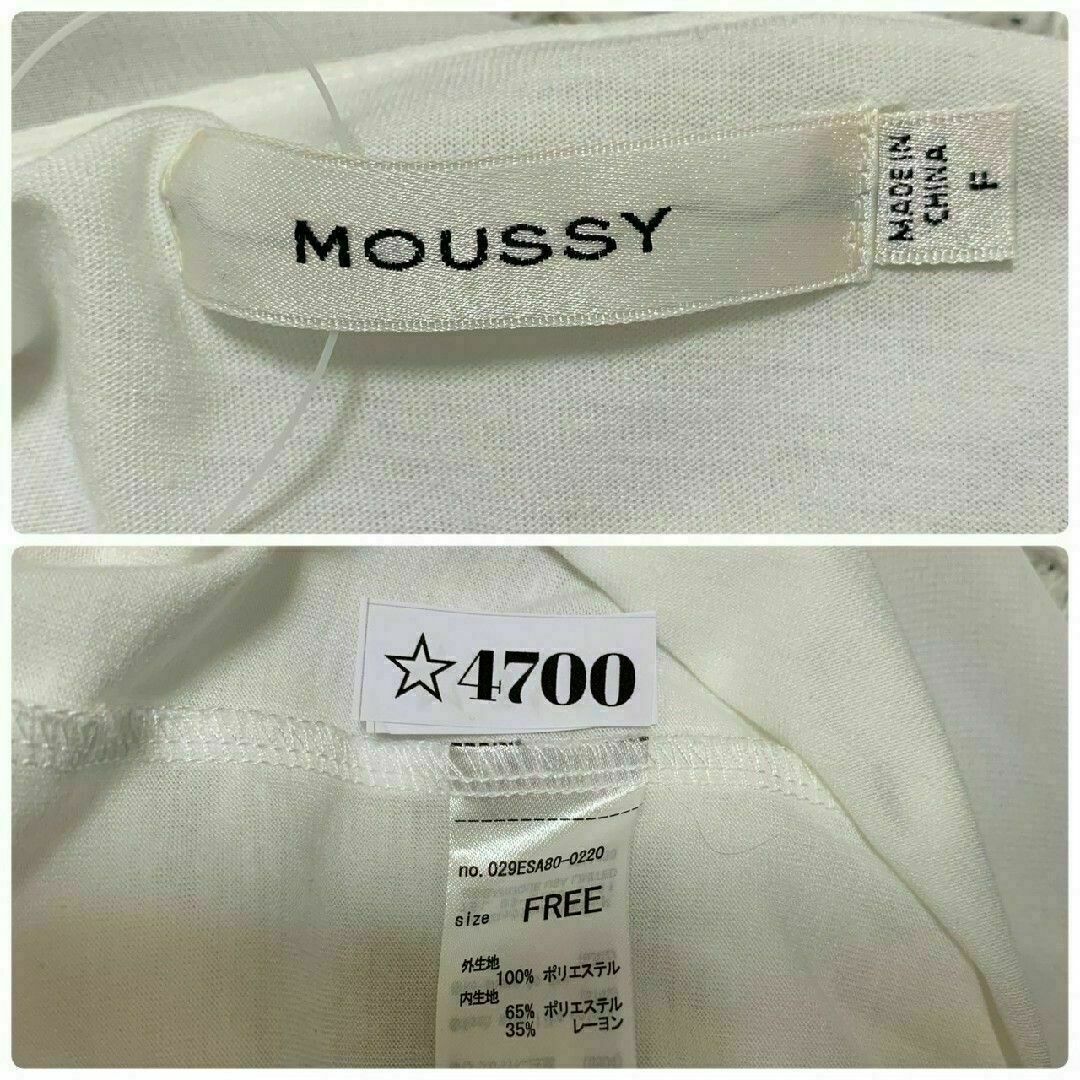 MOUSSY
MADE IN
CHINA
F
☆4700
no. 029ESA80-0220
size FREE
外生地
100% ポリエステル
内生地
65% ポリエステル
35% レーヨン